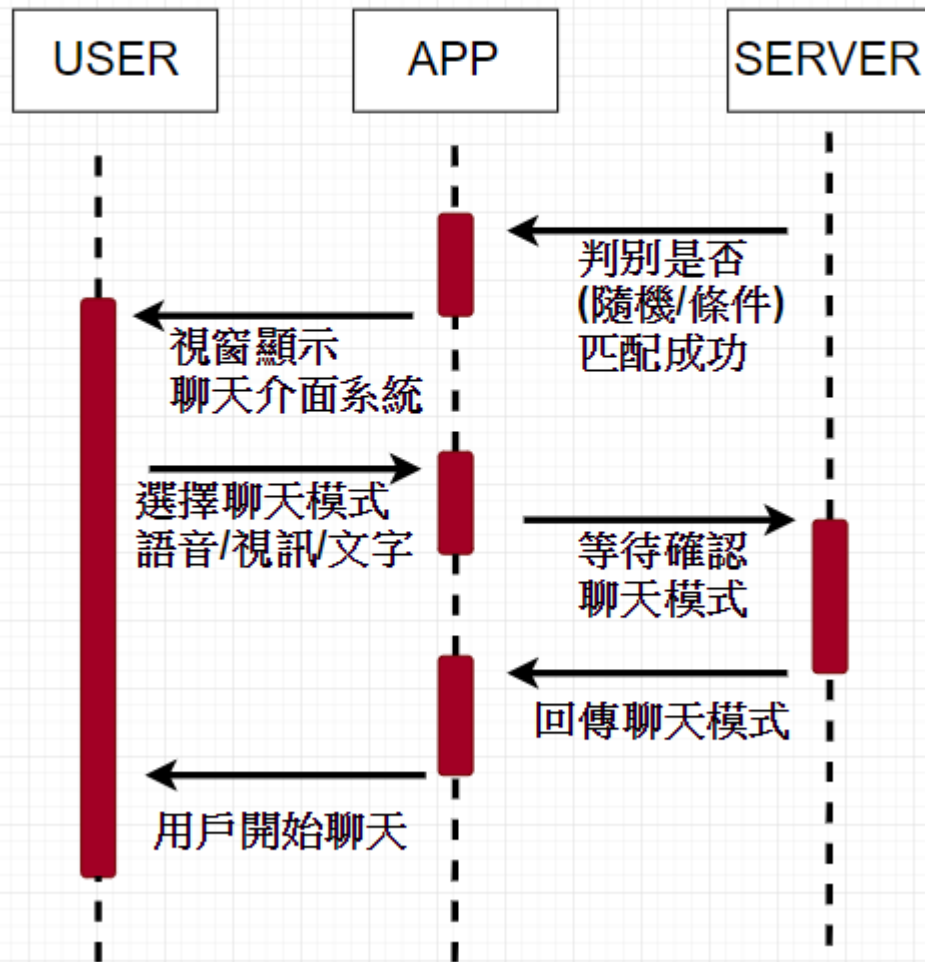 USER
APP
SERVER
判別是否
(隨機/條件)
匹配成功
視窗顯示
聊天介面系統
選擇聊天模式
語音/視訊/文字
等待確認
聊天模式
回傳聊天模式
用戶開始聊天